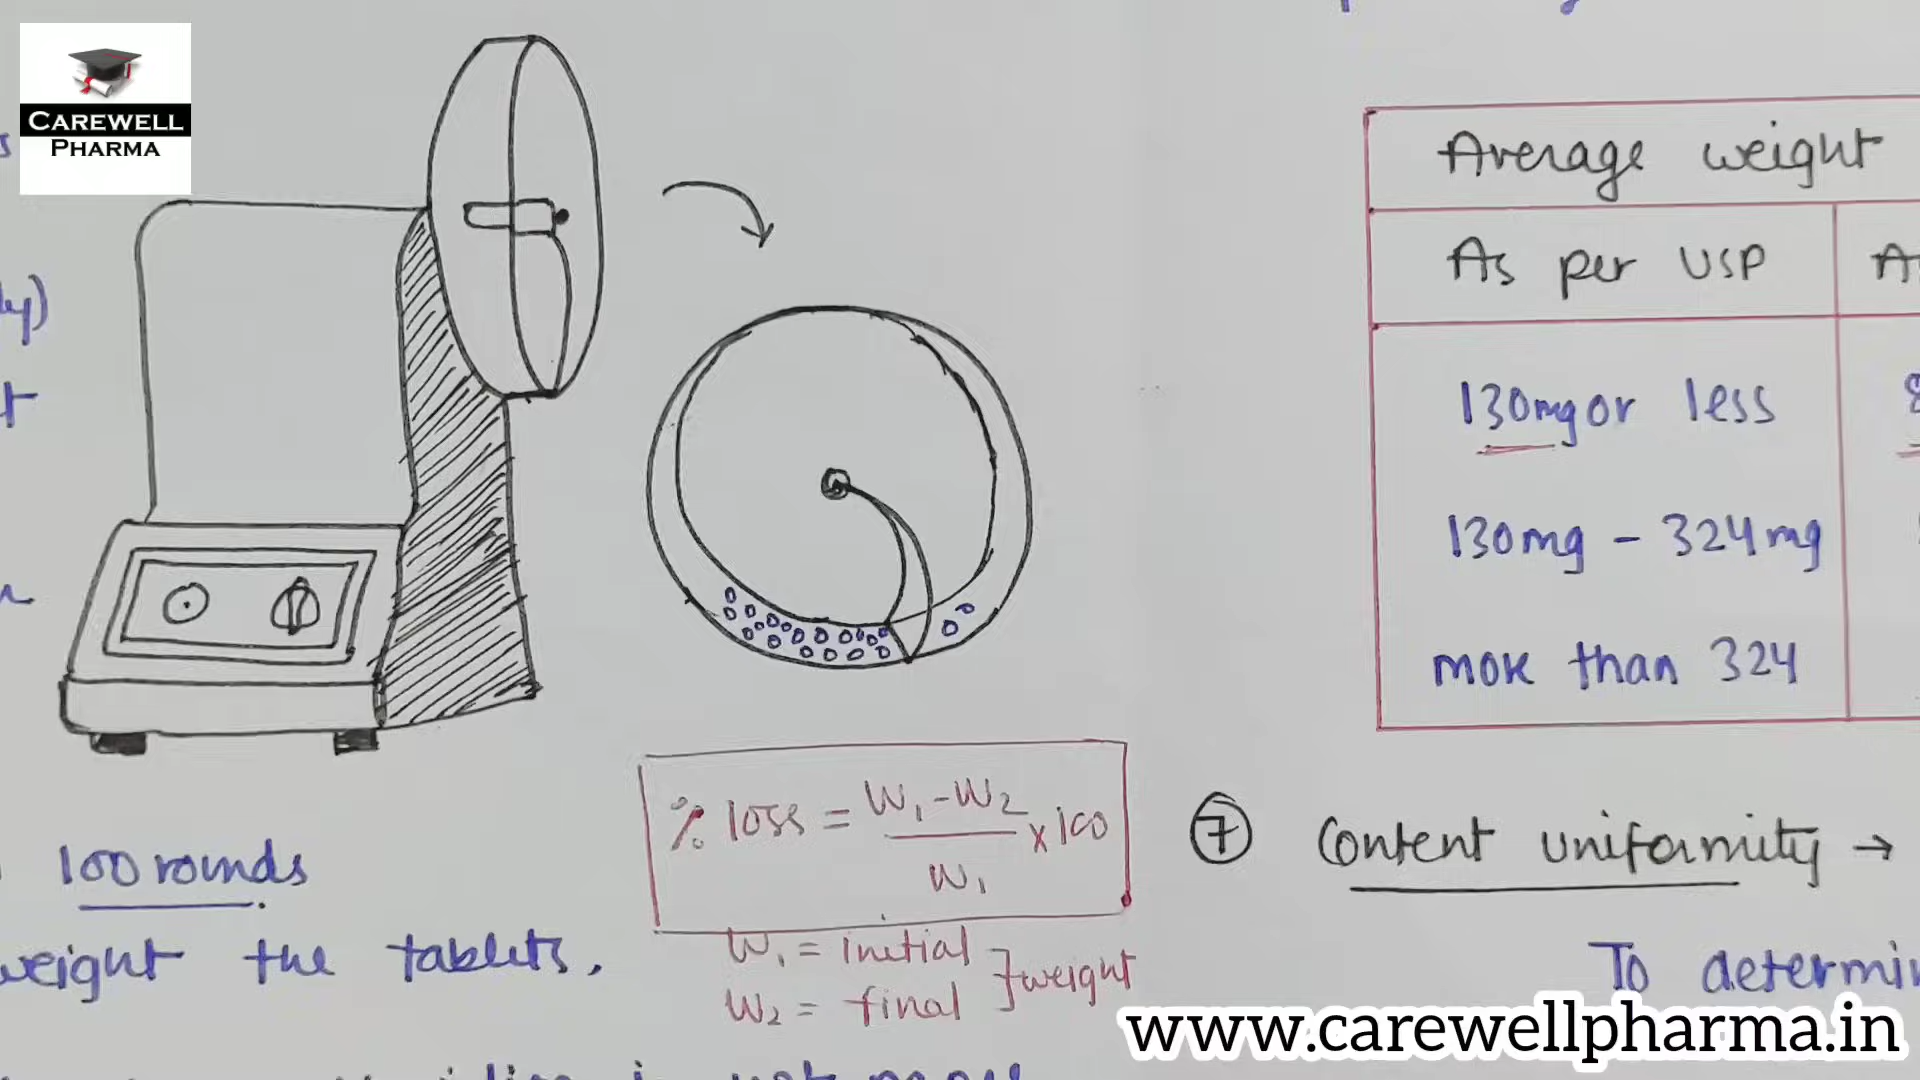 CAREWELL
PHARMA
100 rounds
weight the tablets.
% loss = W1-W2 / W1 x 100
W1 = initial
W2 = final
} weight
Average weight
As per USP
130mg or less
130mg - 324mg
more than 324
⑦ Content uniformity →
To determin
www.carewellpharma.in